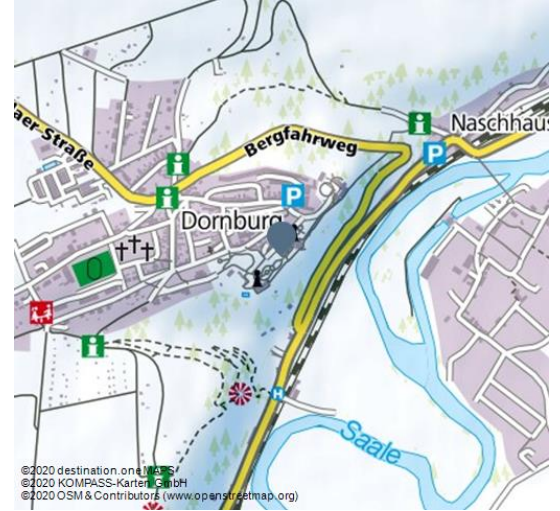 Naschhaus
Bergfahrweg
aer-Straße
P
P
Dornburg
H
Saale
©2020 destination.one MAPS/
©2020 KOMPASS-Karten GmbH
©2020 OSM & Contributors (www.openstreetmap.org)